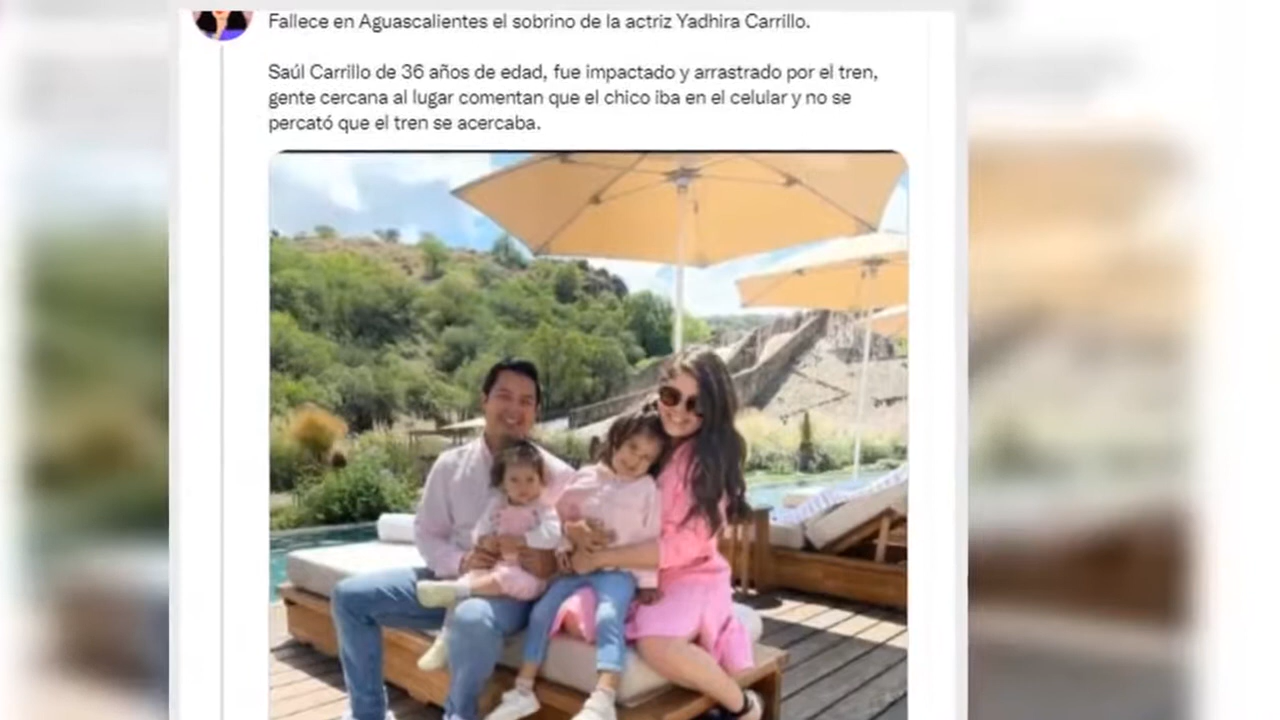 Fallece en Aguascalientes el sobrino de la actriz Yadhira Carrillo.
Saúl Carrillo de 36 años de edad, fue impactado y arrastrado por el tren,
gente cercana al lugar comentan que el chico iba en el celular y no se
percató que el tren se acercaba.